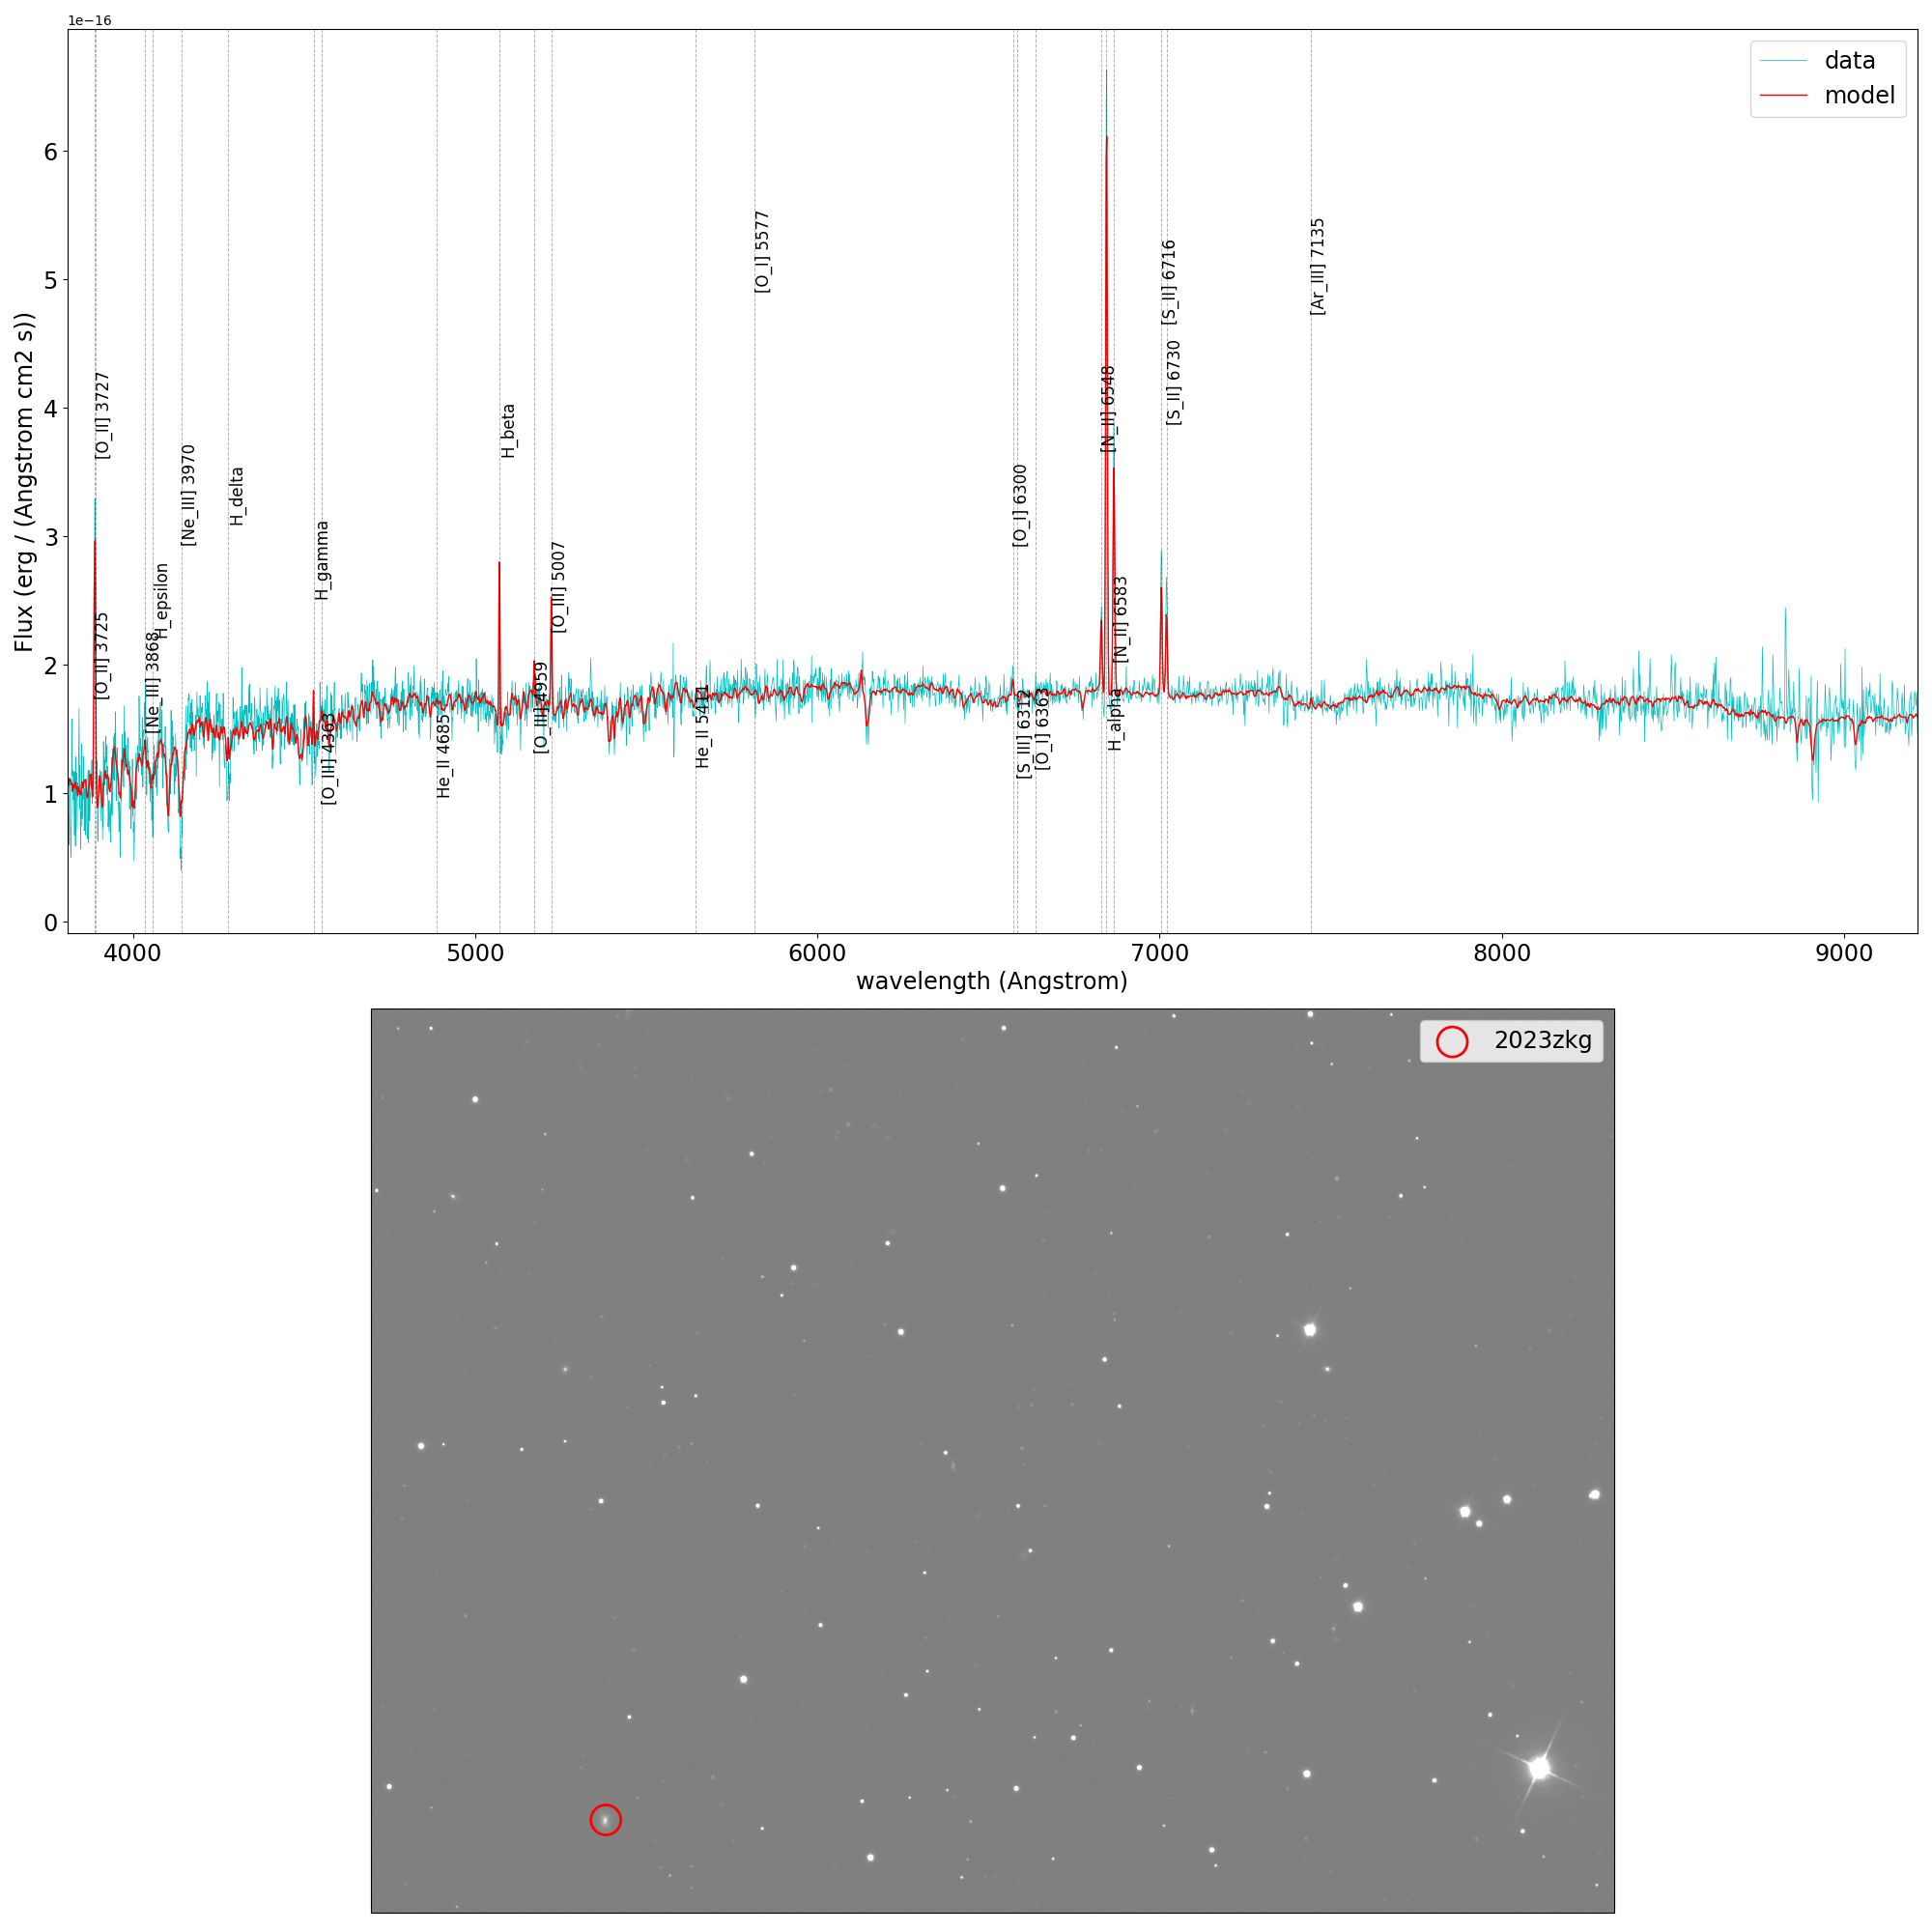 1e−16
data
model
6
5
4
3
2
1
0
Flux (erg / (Angstrom cm2 s))
[O_II] 3725
[O_II] 3727
[Ne_III] 3868
H_epsilon
[Ne_III] 3970
H_delta
H_gamma
[O_III] 4363
He_II 4685
H_beta
[O_III] 4959
[O_III] 5007
He_II 5411
[O_I] 5577
[O_I] 6300
[S_III] 6312
[O_I] 6363
[N_II] 6548
H_alpha
[N_II] 6583
[S_II] 6716
[S_II] 6730
[Ar_III] 7135
4000
5000
6000
7000
8000
9000
wavelength (Angstrom)
2023zkg